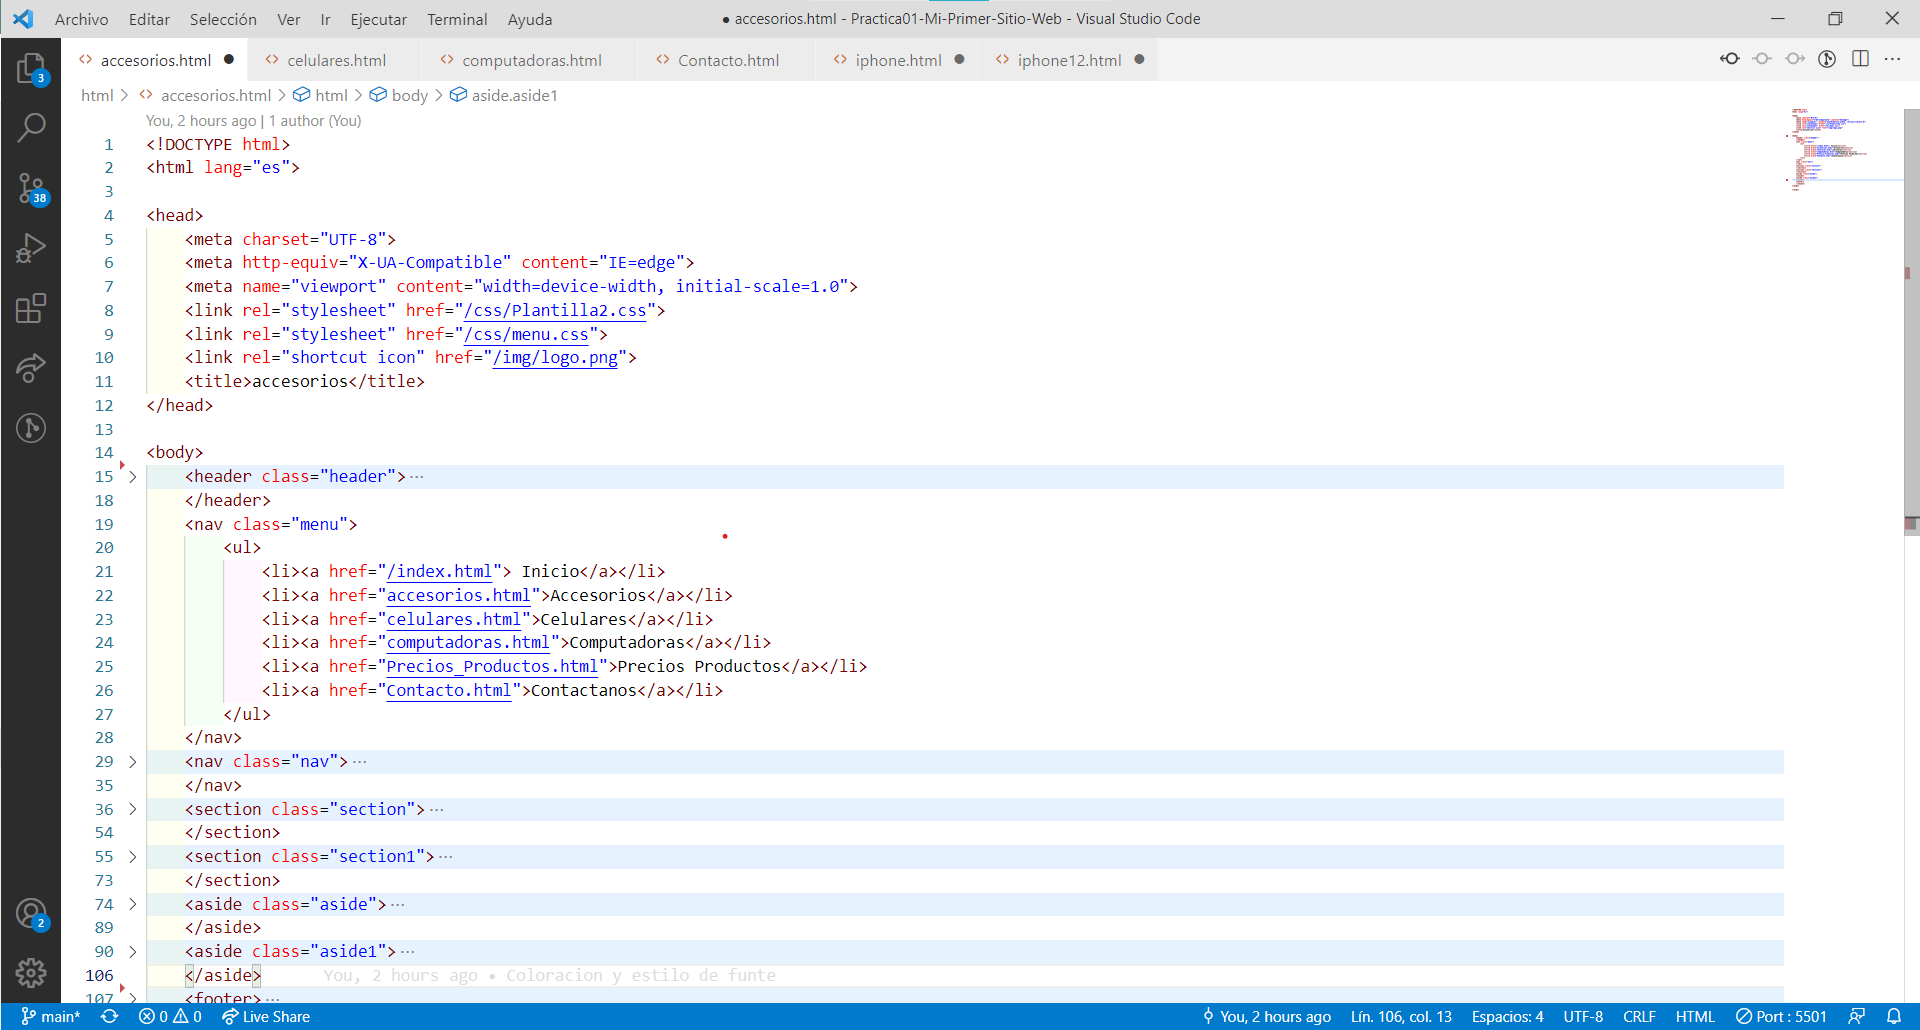 Archivo Editar Selección Ver Ir Ejecutar Terminal Ayuda ● accesorios.html - Practica01-Mi-Primer-Sitio-Web - Visual Studio Code
accesorios.html celulares.html computadoras.html Contacto.html iphone.html iphone12.html
html > accesorios.html > html > body > aside.aside1
You, 2 hours ago | 1 author (You)
1 <!DOCTYPE html>
2 <html lang="es">
3
4 <head>
5 <meta charset="UTF-8">
6 <meta http-equiv="X-UA-Compatible" content="IE=edge">
7 <meta name="viewport" content="width=device-width, initial-scale=1.0">
8 <link rel="stylesheet" href="/css/Plantilla2.css">
9 <link rel="stylesheet" href="/css/menu.css">
10 <link rel="shortcut icon" href="/img/logo.png">
11 <title>accesorios</title>
12 </head>
13
14 <body>
15 <header class="header">···
18 </header>
19 <nav class="menu">
20 <ul>
21 <li><a href="/index.html"> Inicio</a></li>
22 <li><a href="accesorios.html">Accesorios</a></li>
23 <li><a href="celulares.html">Celulares</a></li>
24 <li><a href="computadoras.html">Computadoras</a></li>
25 <li><a href="Precios_Productos.html">Precios Productos</a></li>
26 <li><a href="Contacto.html">Contactanos</a></li>
27 </ul>
28 </nav>
29 <nav class="nav">···
35 </nav>
36 <section class="section">···
54 </section>
55 <section class="section1">···
73 </section>
74 <aside class="aside">···
89 </aside>
90 <aside class="aside1">···
106 </aside> You, 2 hours ago • Coloracion y estilo de funte
107 <footer>···
3
38
2
main* 0 0 Live Share You, 2 hours ago Lín. 106, col. 13 Espacios: 4 UTF-8 CRLF HTML Port : 5501